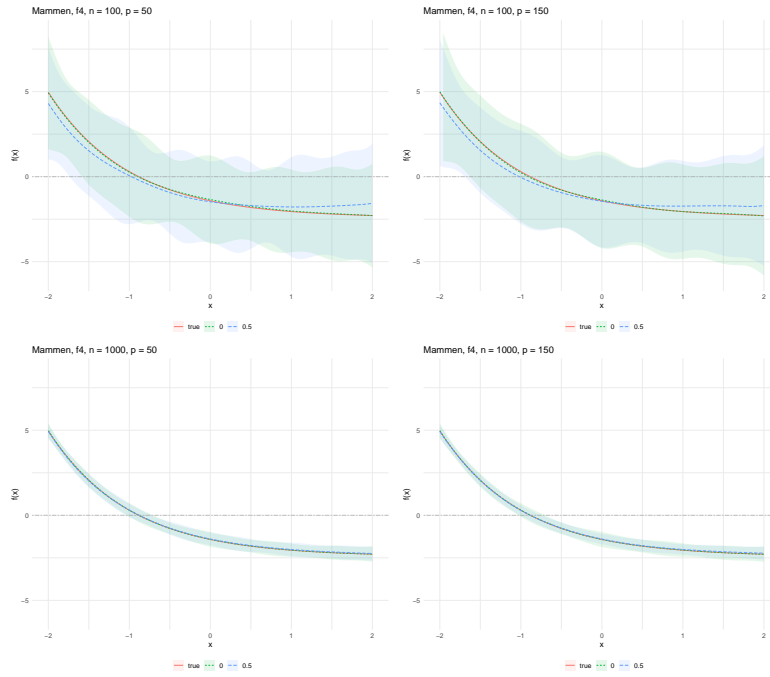 Mammen, f4, n = 100, p = 50
5
0
−5
f(x)
−2
−1
0
1
2
x
true
0
0.5
Mammen, f4, n = 100, p = 150
5
0
−5
f(x)
−2
−1
0
1
2
x
true
0
0.5
Mammen, f4, n = 1000, p = 50
5
0
−5
f(x)
−2
−1
0
1
2
x
true
0
0.5
Mammen, f4, n = 1000, p = 150
5
0
−5
f(x)
−2
−1
0
1
2
x
true
0
0.5